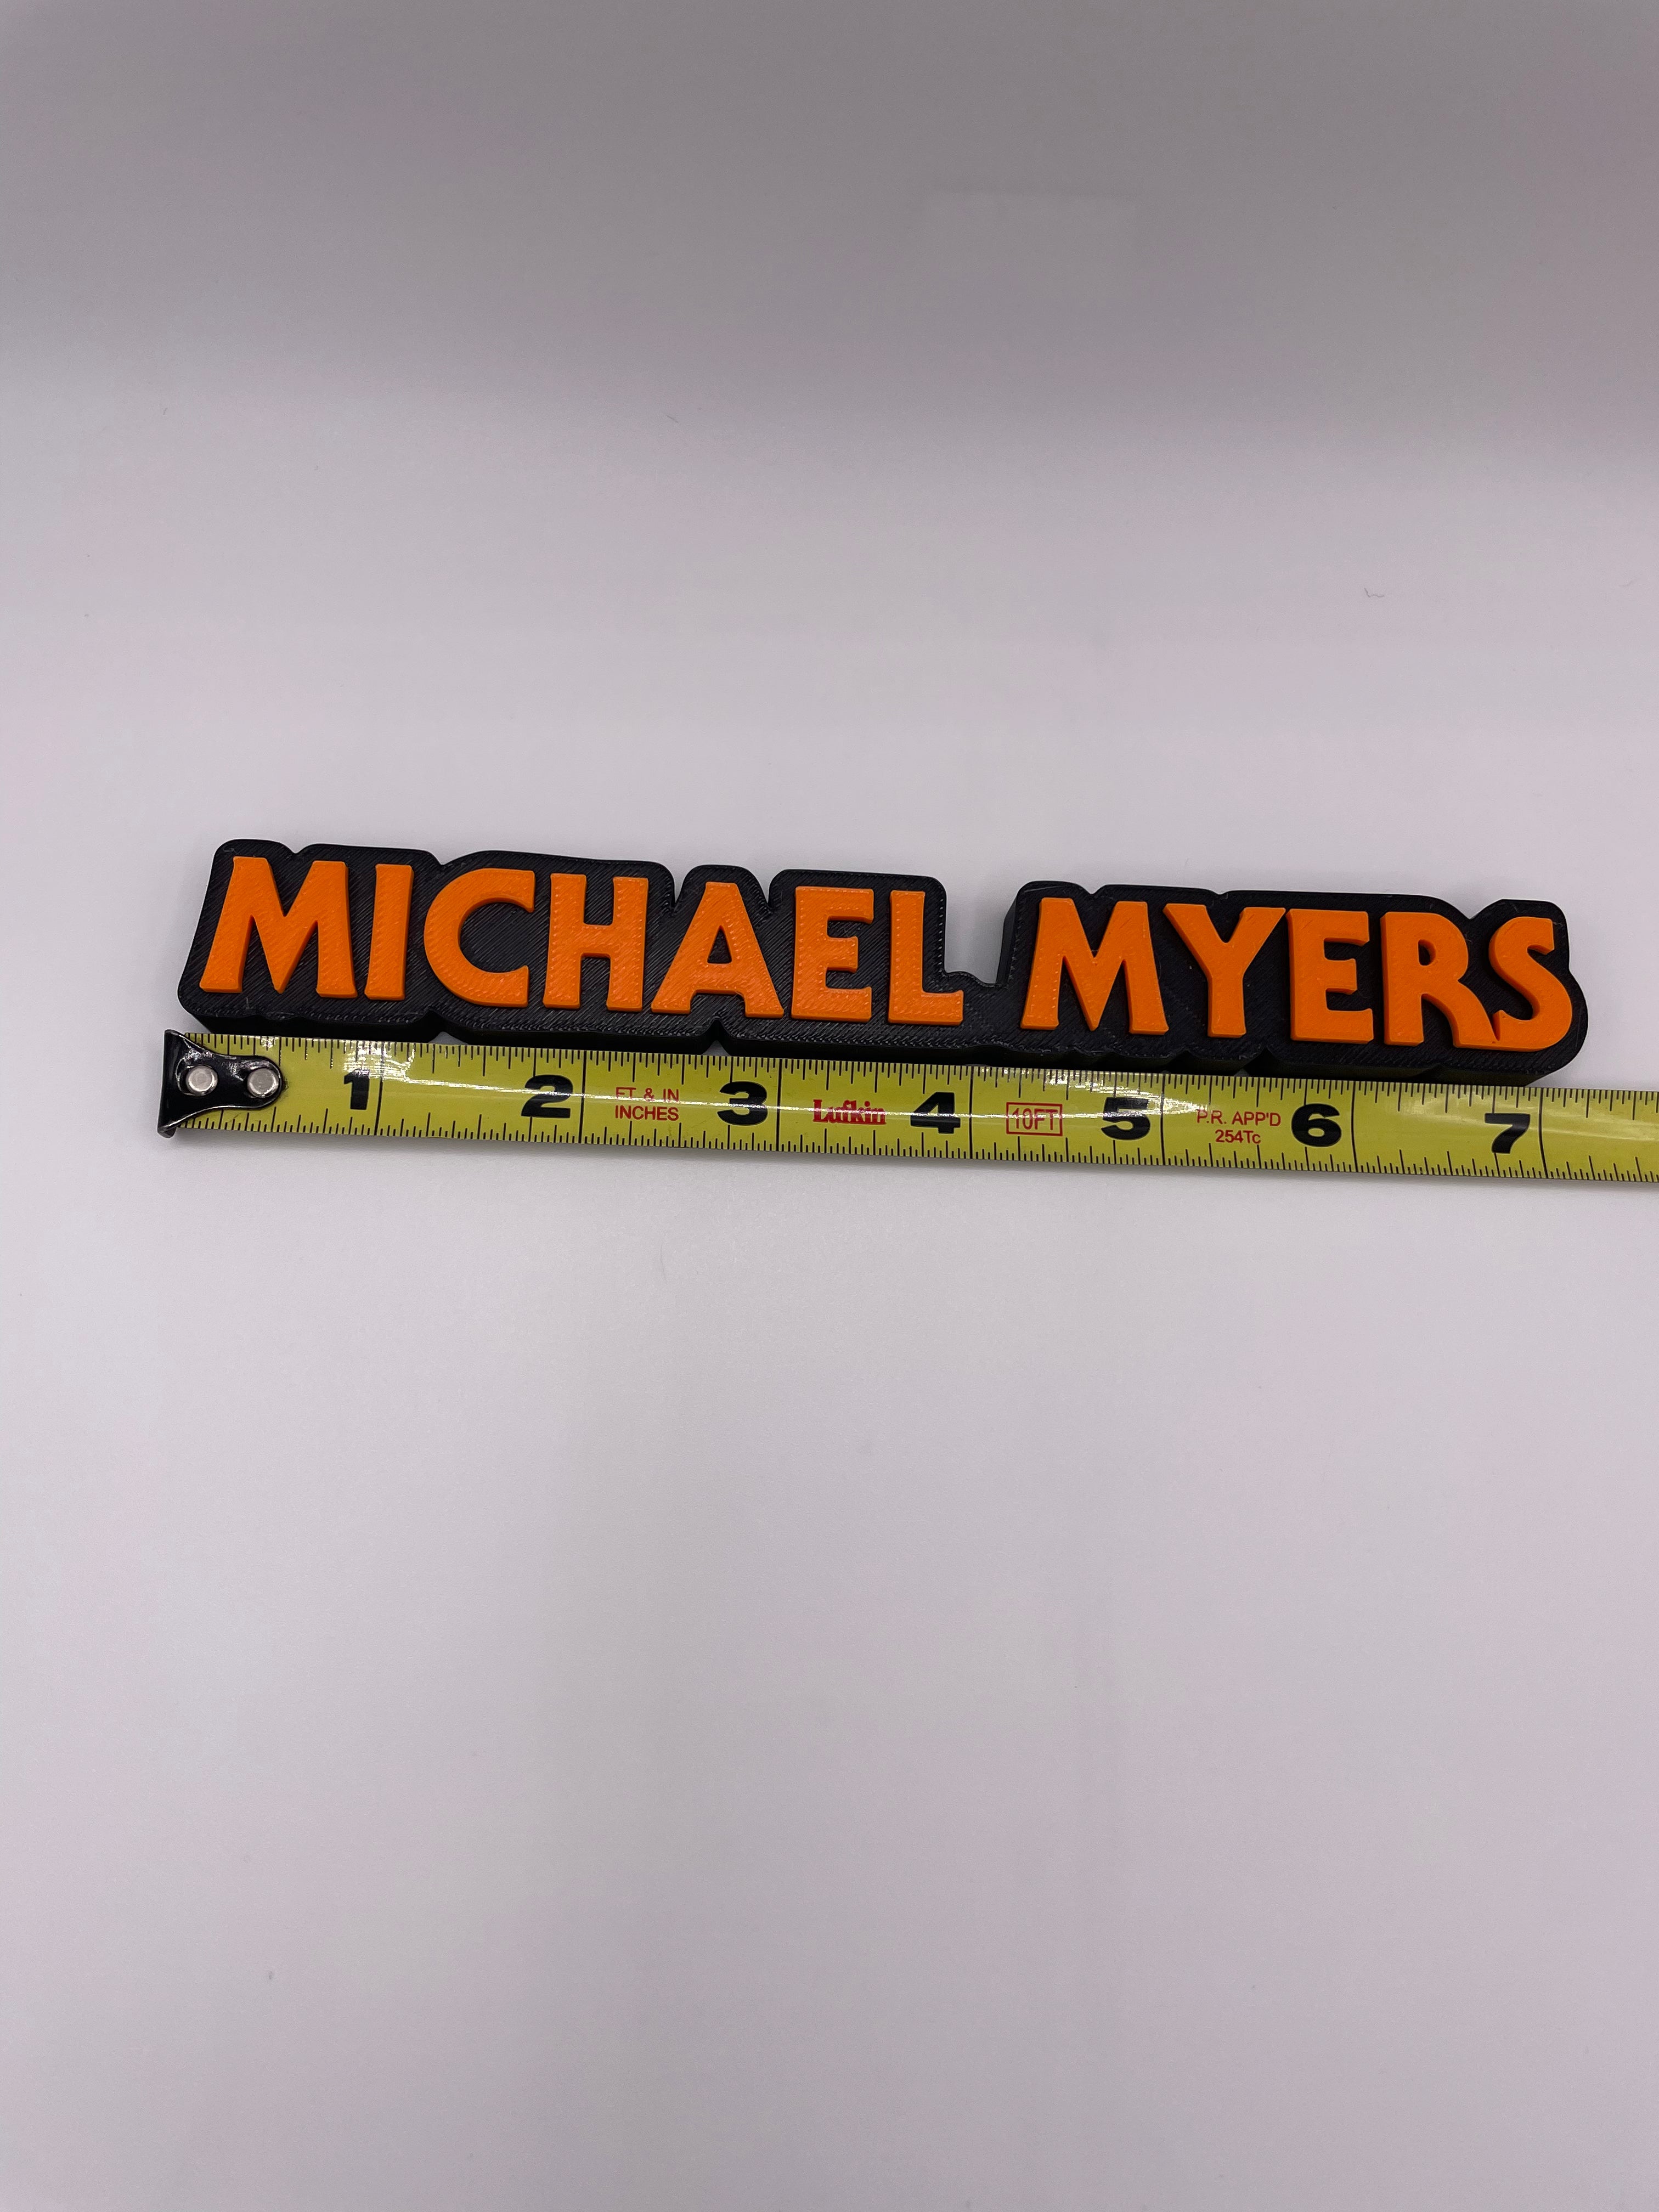 MICHAEL MYERS
1 2 FT & IN 3 Lufkin 4 10FT 5 P.R. APP'D 6 7
INCHES 254Tc